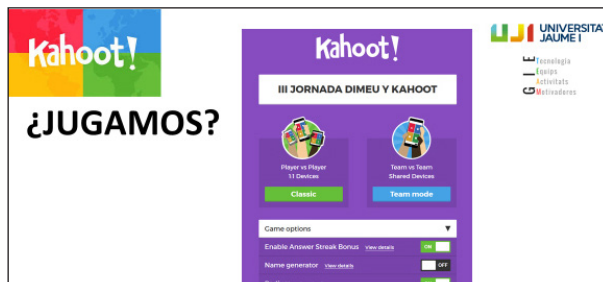 Kahoot!
¿JUGAMOS?
Kahoot!
III JORNADA DIMEU Y KAHOOT
Player vs Player
1:1 Devices
Classic
Team vs Team
Shared Devices
Team mode
Game options
Enable Answer Streak Bonus View details ON
Name generator View details OFF
UJI UNIVERSITAT
JAUME I
GTEAM
Tecnologia
Equips
Activitats
Motivadores